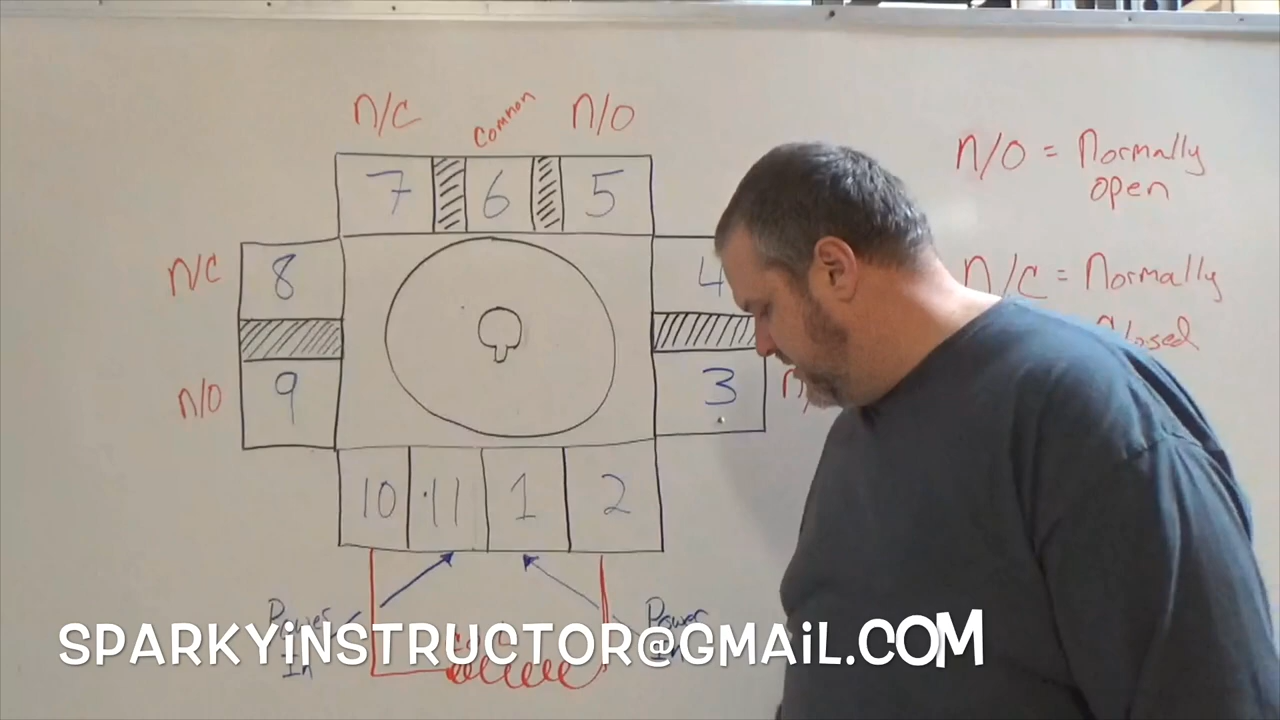 n/c common n/o
7 6 5
n/c 8 4
n/o 9 3
10 11 1 2
Power
In
Power
n/o = Normally
open
n/c = Normally
SPARKYINSTRUCTOR@GMAIL.COM